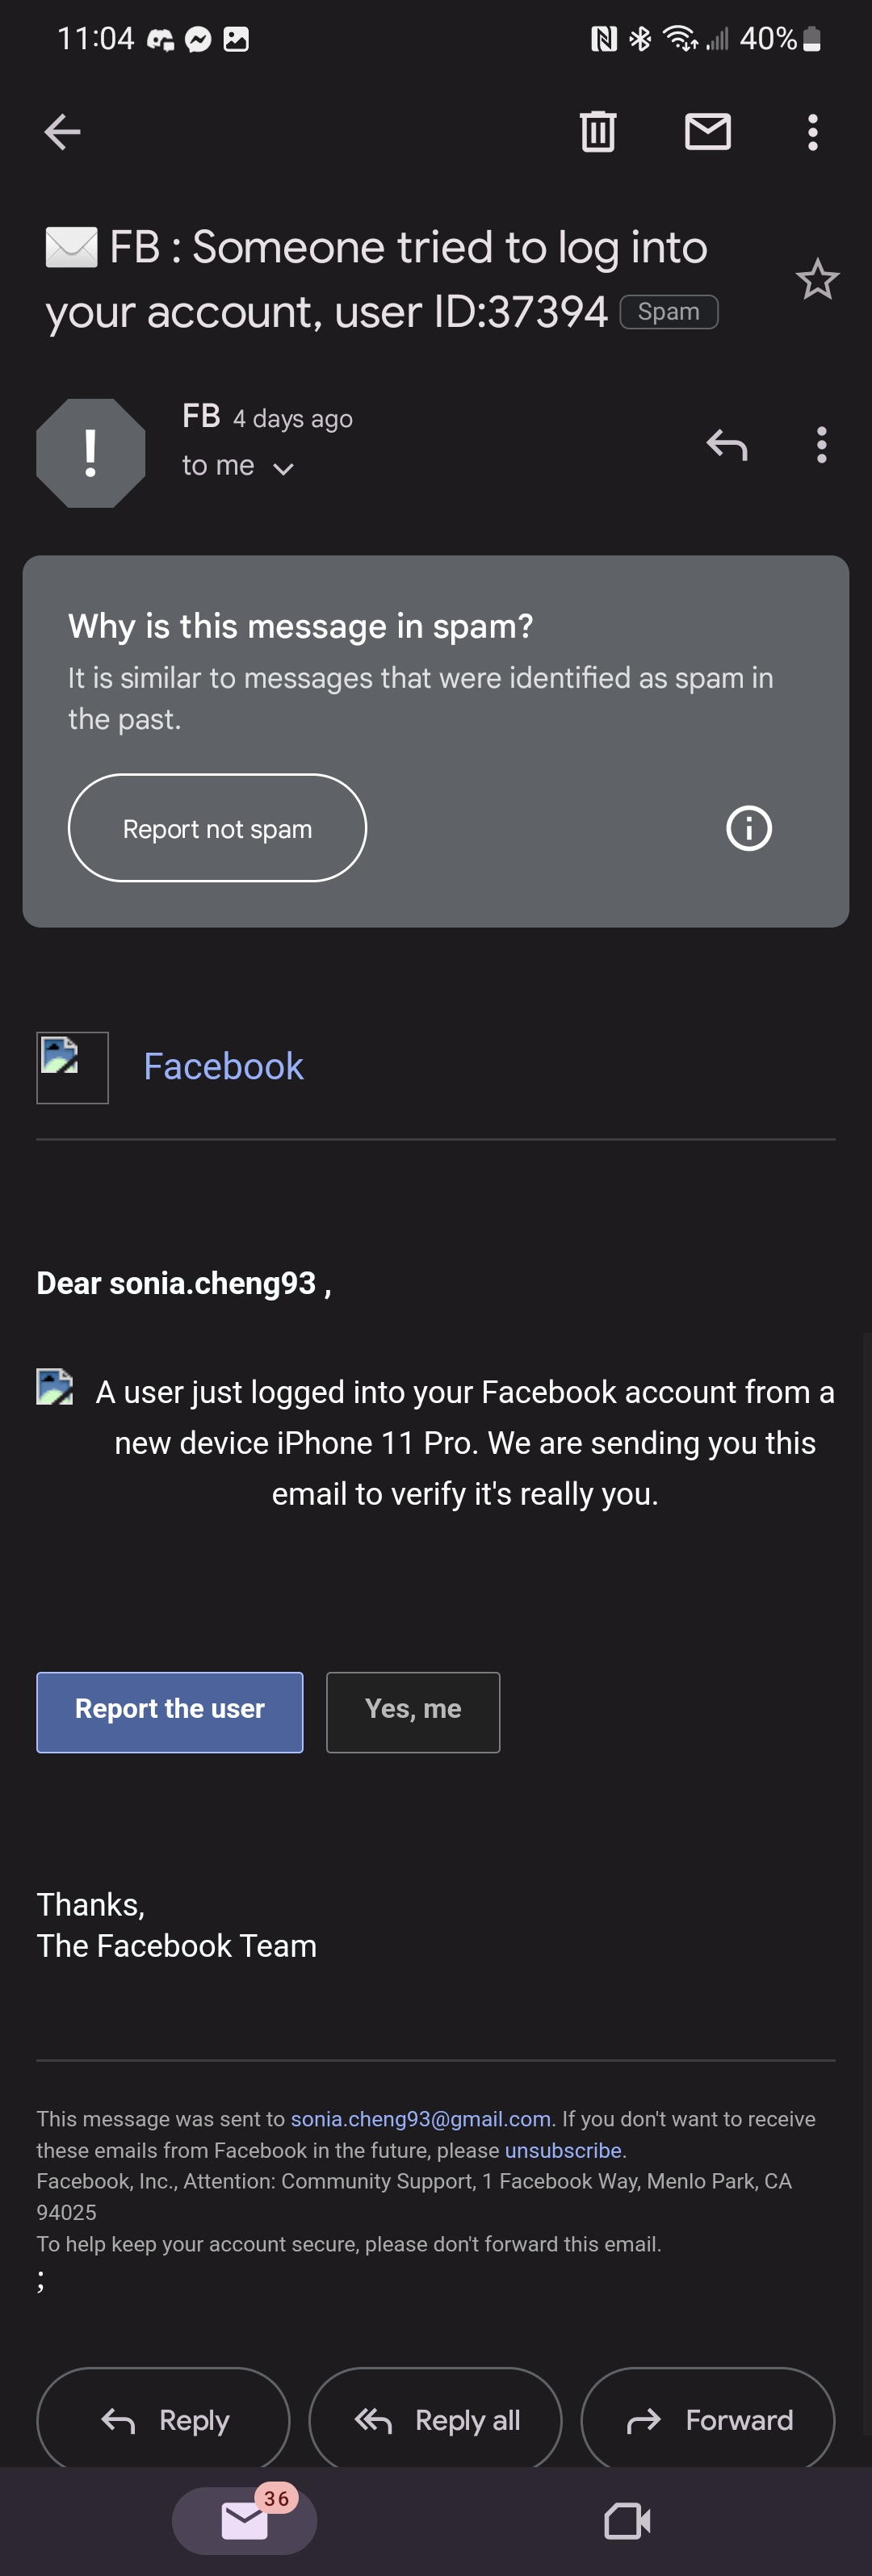 11:04
40%
FB : Someone tried to log into
your account, user ID:37394 Spam
FB 4 days ago
to me
Why is this message in spam?
It is similar to messages that were identified as spam in
the past.
Report not spam
Facebook
Dear sonia.cheng93 ,
A user just logged into your Facebook account from a
new device iPhone 11 Pro. We are sending you this
email to verify it's really you.
Report the user
Yes, me
Thanks,
The Facebook Team
This message was sent to sonia.cheng93@gmail.com. If you don't want to receive
these emails from Facebook in the future, please unsubscribe.
Facebook, Inc., Attention: Community Support, 1 Facebook Way, Menlo Park, CA
94025
To help keep your account secure, please don't forward this email.
;
Reply
Reply all
Forward
36